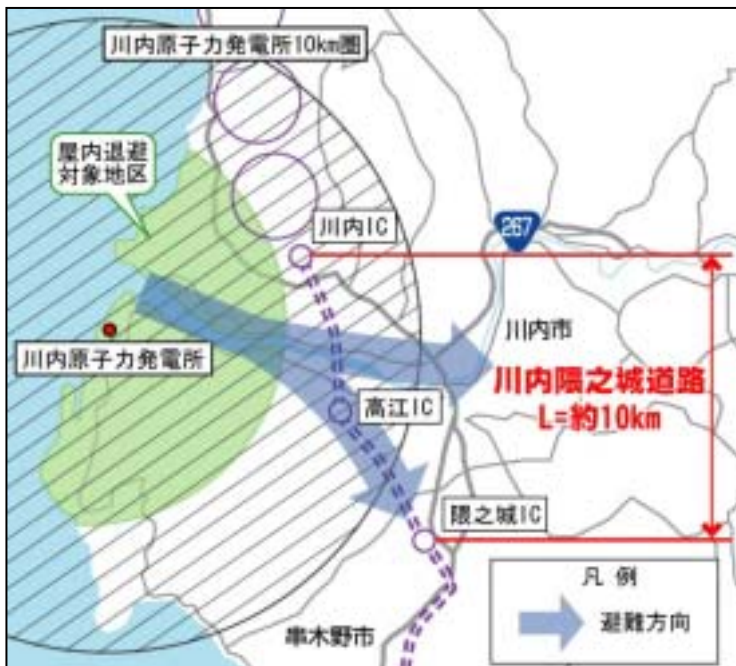 川内原子力発電所10km圏
屋内退避
対象地区
川内IC
267
川内市
川内原子力発電所
川内隈之城道路
L=約10km
高江IC
隈之城IC
凡例
避難方向
串木野市